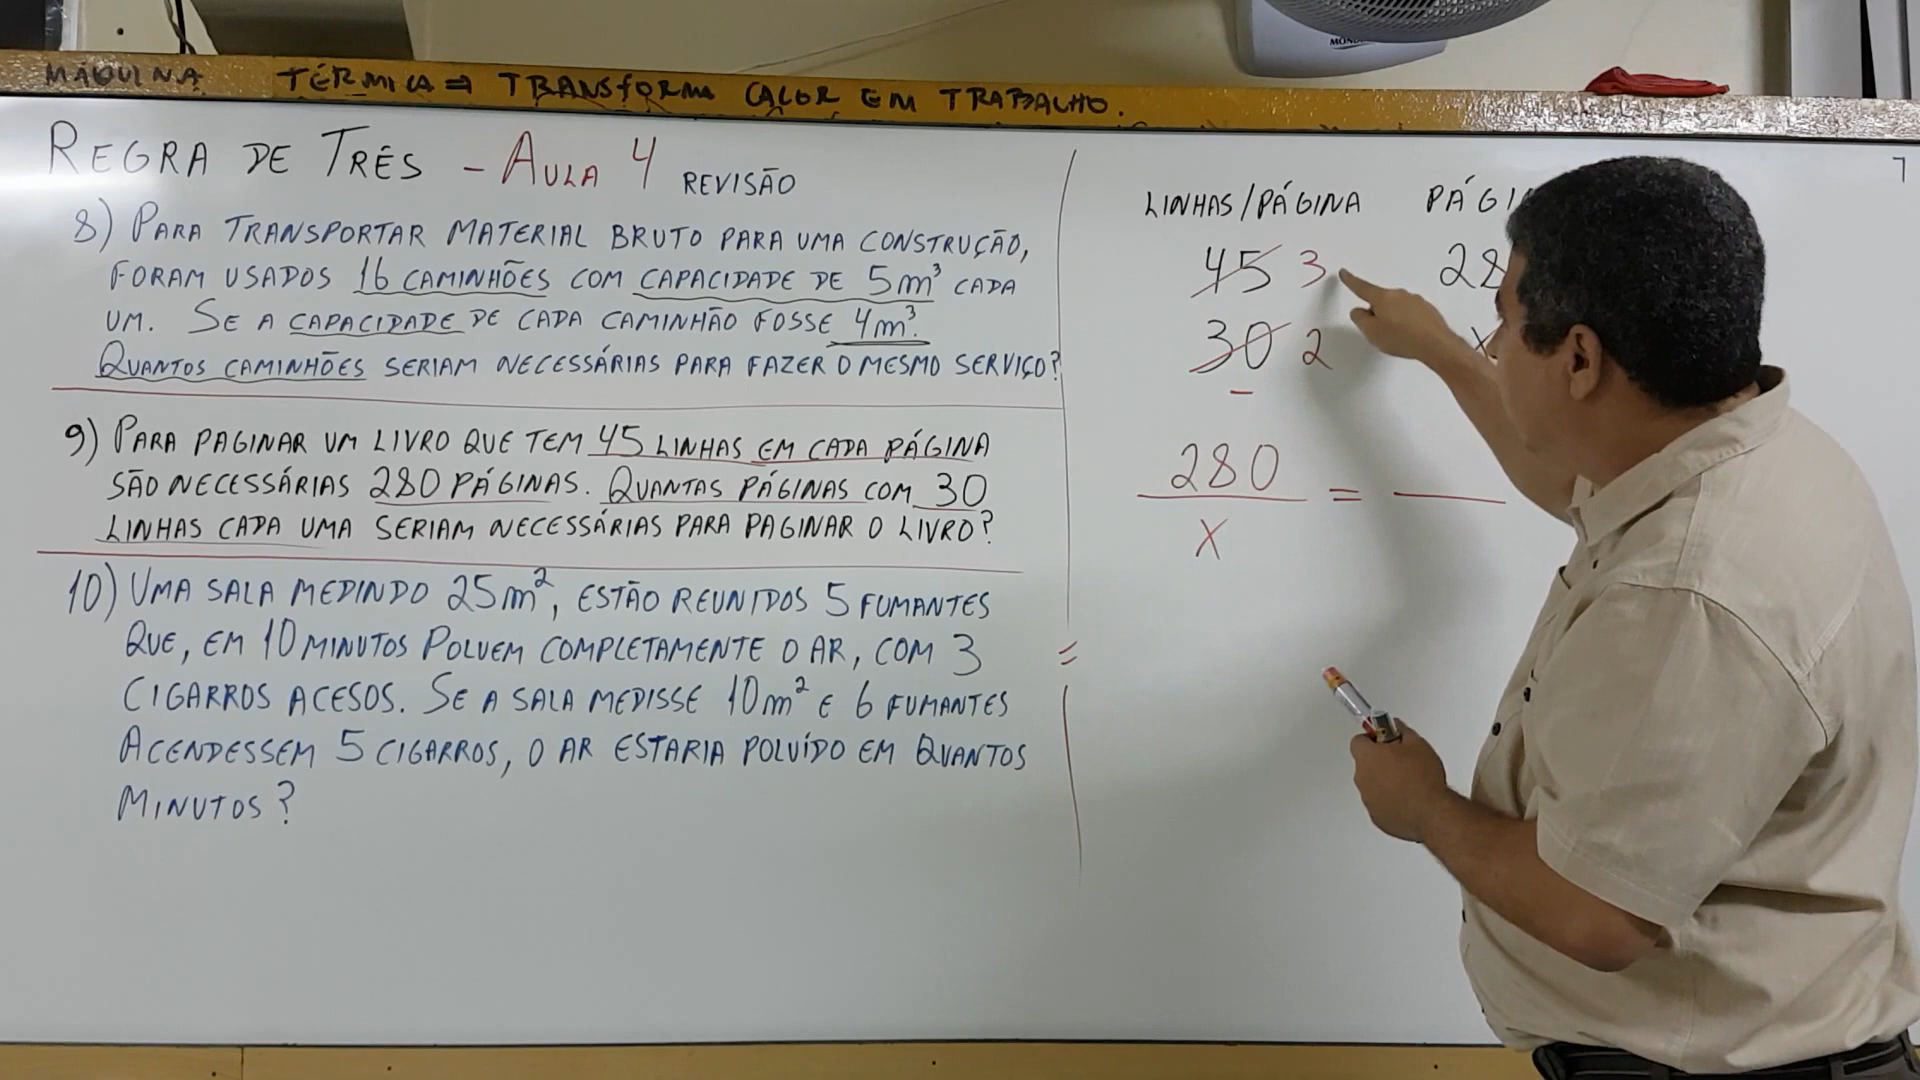 MÁQUINA TÉRMICA ⇒ TRANSFORMA CALOR EM TRABALHO.
REGRA DE TRÊS - AULA 4 REVISÃO
8) PARA TRANSPORTAR MATERIAL BRUTO PARA UMA CONSTRUÇÃO,
FORAM USADOS 16 CAMINHÕES COM CAPACIDADE DE 5m³ CADA
UM. SE A CAPACIDADE DE CADA CAMINHÃO FOSSE 4m³.
QUANTOS CAMINHÕES SERIAM NECESSÁRIAS PARA FAZER O MESMO SERVIÇO?
9) PARA PAGINAR UM LIVRO QUE TEM 45 LINHAS EM CADA PÁGINA
SÃO NECESSÁRIAS 280 PÁGINAS. QUANTAS PÁGINAS COM 30
LINHAS CADA UMA SERIAM NECESSÁRIAS PARA PAGINAR O LIVRO?
10) UMA SALA MEDINDO 25m², ESTÃO REUNIDOS 5 FUMANTES
QUE, EM 10 MINUTOS POLUEM COMPLETAMENTE O AR, COM 3
CIGARROS ACESOS. SE A SALA MEDISSE 10m² E 6 FUMANTES
ACENDESSEM 5 CIGARROS, O AR ESTARIA POLUÍDO EM QUANTOS
MINUTOS?
LINHAS/PÁGINA
45 3 28
30 2 X
280
=
X
7